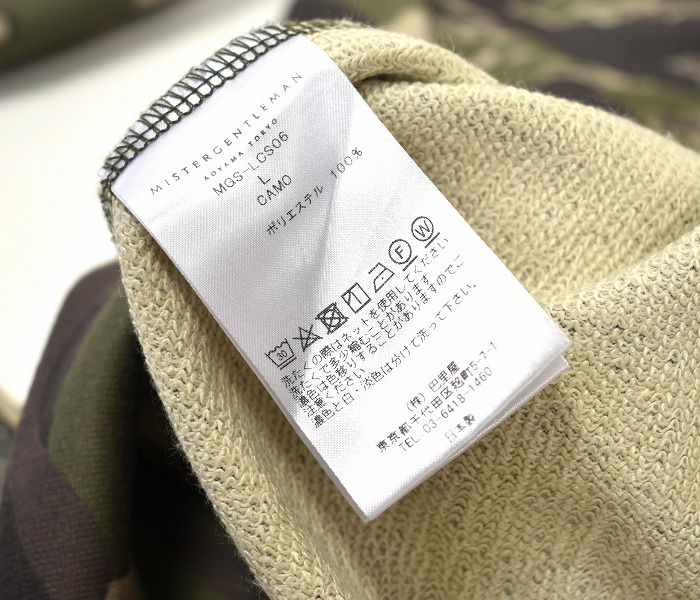 MISTERGENTLEMAN
AOYAMA TOKYO
MGS-LCS06
L
CAMO
ポリエステル 100%
30
F
W
洗たくの際はネットを使用してください
洗たくで多少縮むことがあります
濃色は色移りすることがありますのでご
注意ください
濃色と白・淡色は分けて洗って下さい。
(株) 巴里屋
東京都千代田区麹町5-7-1
TEL 03-6418-1460
日本製